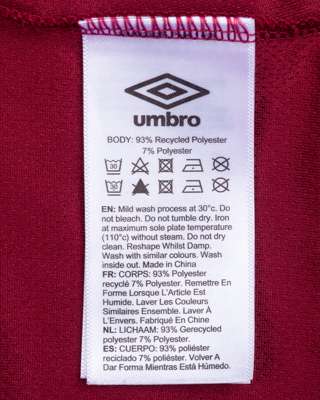 umbro
BODY: 93% Recycled Polyester
7% Polyester
EN: Mild wash process at 30°c. Do
not bleach. Do not tumble dry. Iron
at maximum sole plate temperature
(110°c) without steam. Do not dry
clean. Reshape Whilst Damp.
Wash with similar colours. Wash
inside out. Made in China
FR: CORPS: 93% Polyester
recyclé 7% Polyester. Remettre En
Forme Lorsque L'Article Est
Humide. Laver Les Couleurs
Similaires Ensemble. Laver À
L'Envers. Fabriqué En Chine
NL: LICHAAM: 93% Gerecycled
polyester 7% Polyester.
ES: CUERPO: 93% poliéster
reciclado 7% poliéster. Volver A
Dar Forma Mientras Está Húmedo.